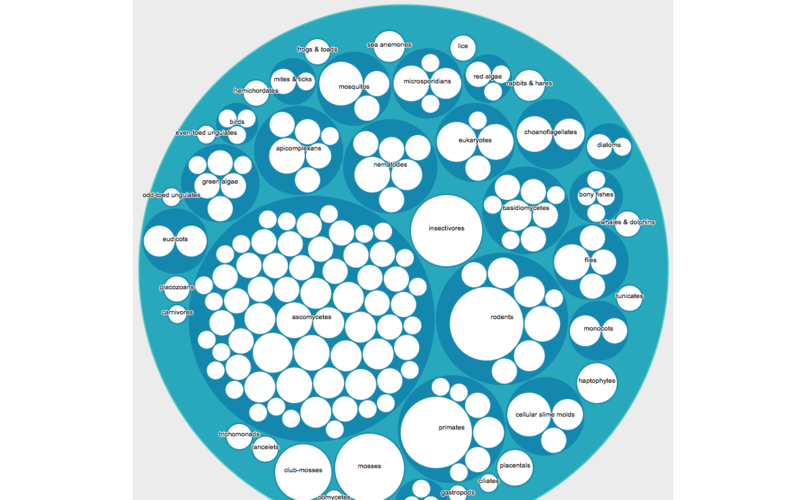 sea anemones
lice
frogs & toads
mites & ticks
mosquitos
microsporidians
red algae
rabbits & hares
hemichordates
birds
even-toed ungulates
apicomplexans
nematodes
eukaryotes
choanoflagellates
diatoms
green algae
odd-toed ungulates
basidiomycetes
bony fishes
whales & dolphins
insectivores
eudicots
flies
placozoans
tunicates
carnivores
ascomycetes
rodents
monocots
haptophytes
cellular slime molds
primates
trichomonads
lancelets
club-mosses
mosses
placentals
ciliates
gastropods